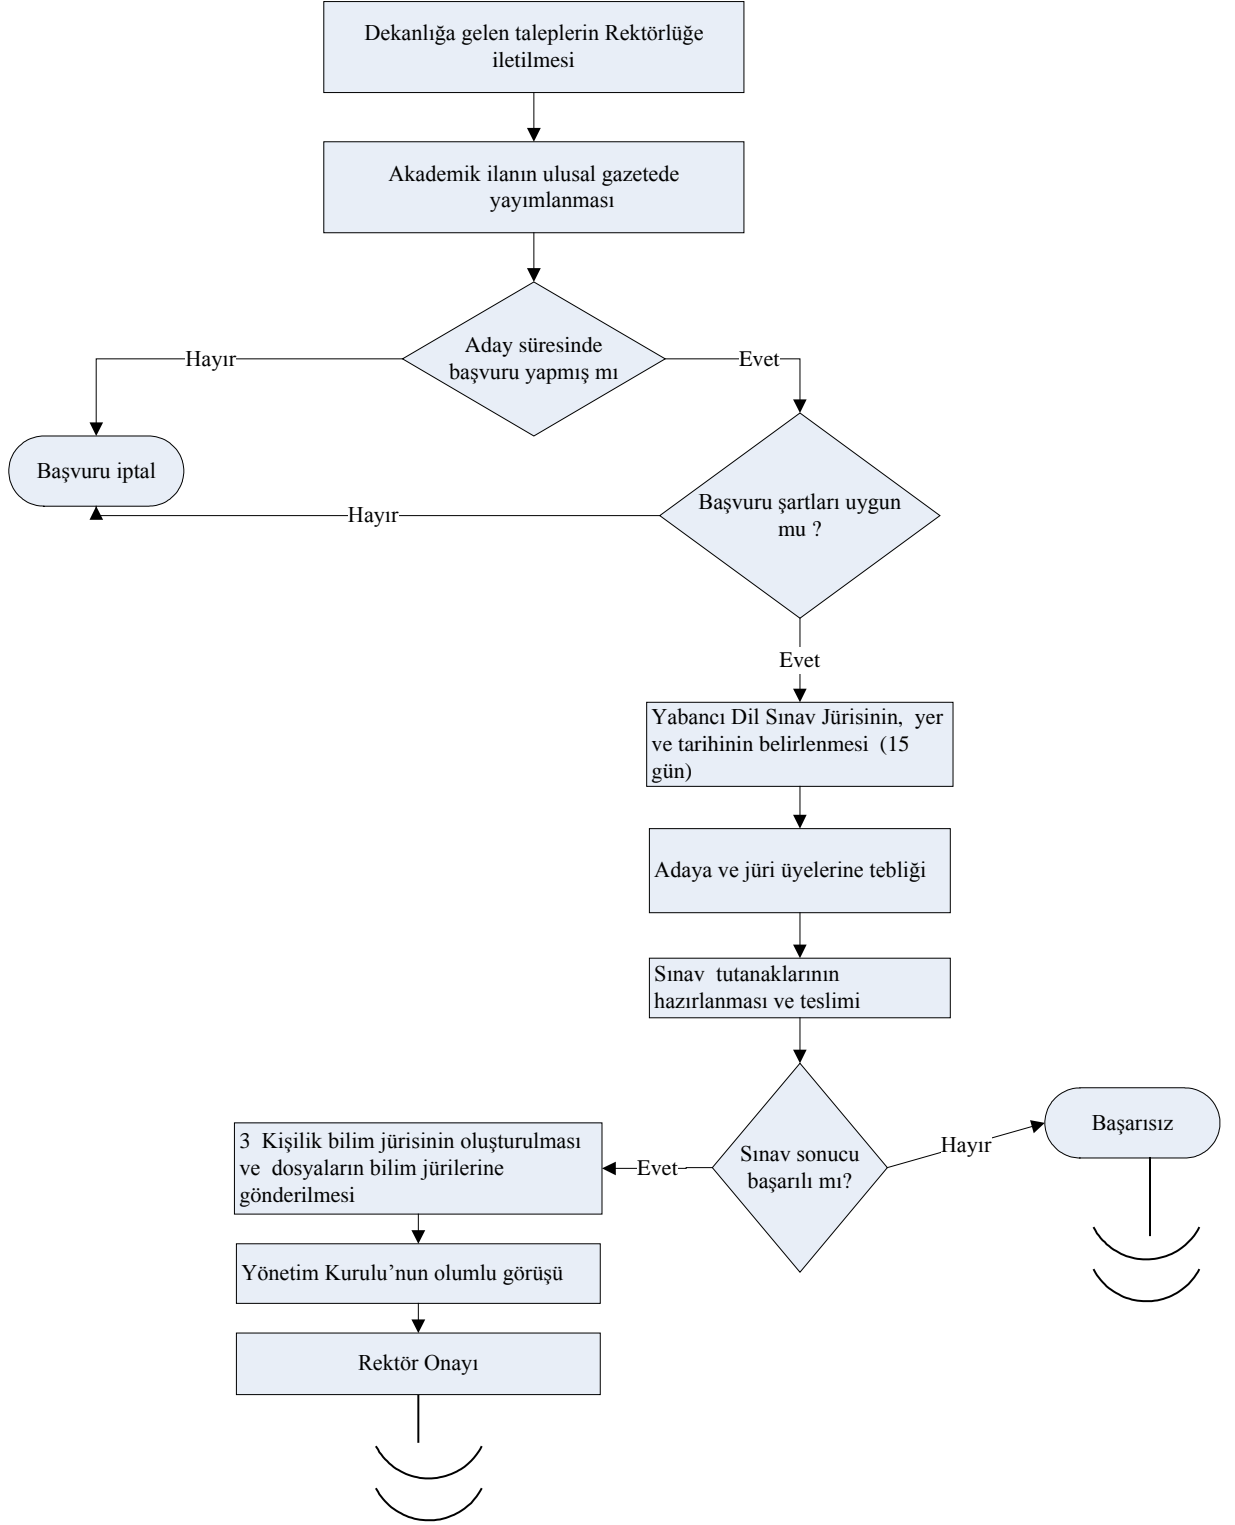 Dekanlığa gelen taleplerin Rektörlüğe
iletilmesi
Akademik ilanın ulusal gazetede
yayımlanması
Aday süresinde
başvuru yapmış mı
Hayır
Evet
Başvuru iptal
Başvuru şartları uygun
mu ?
Hayır
Evet
Yabancı Dil Sınav Jürisinin,  yer
ve tarihinin belirlenmesi  (15
gün)
Adaya ve jüri üyelerine tebliği
Sınav  tutanaklarının
hazırlanması ve teslimi
Sınav sonucu
başarılı mı?
Hayır
Başarısız
Evet
3  Kişilik bilim jürisinin oluşturulması
ve  dosyaların bilim jürilerine
gönderilmesi
Yönetim Kurulu’nun olumlu görüşü
Rektör Onayı